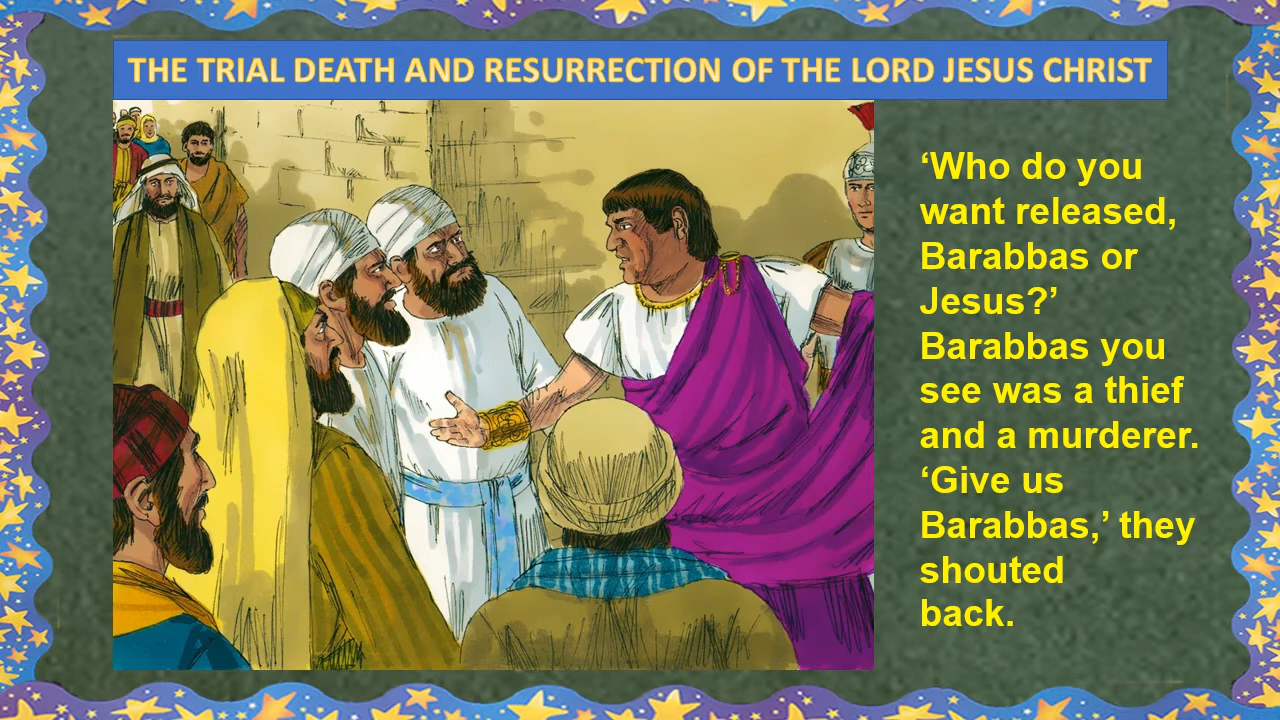 THE TRIAL DEATH AND RESURRECTION OF THE LORD JESUS CHRIST
‘Who do you
want released,
Barabbas or
Jesus?’
Barabbas you
see was a thief
and a murderer.
‘Give us
Barabbas,’ they
shouted
back.